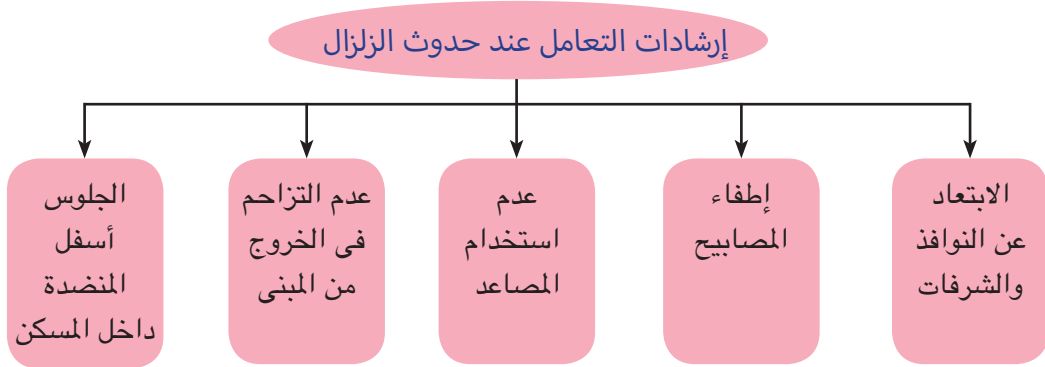 إرشادات التعامل عند حدوث الزلزال
الابتعاد
عن النوافذ
والشرفات
إطفاء
المصابيح
عدم
استخدام
المصاعد
عدم التزاحم
فى الخروج
من المبنى
الجلوس
أسفل
المنضدة
داخل المسكن